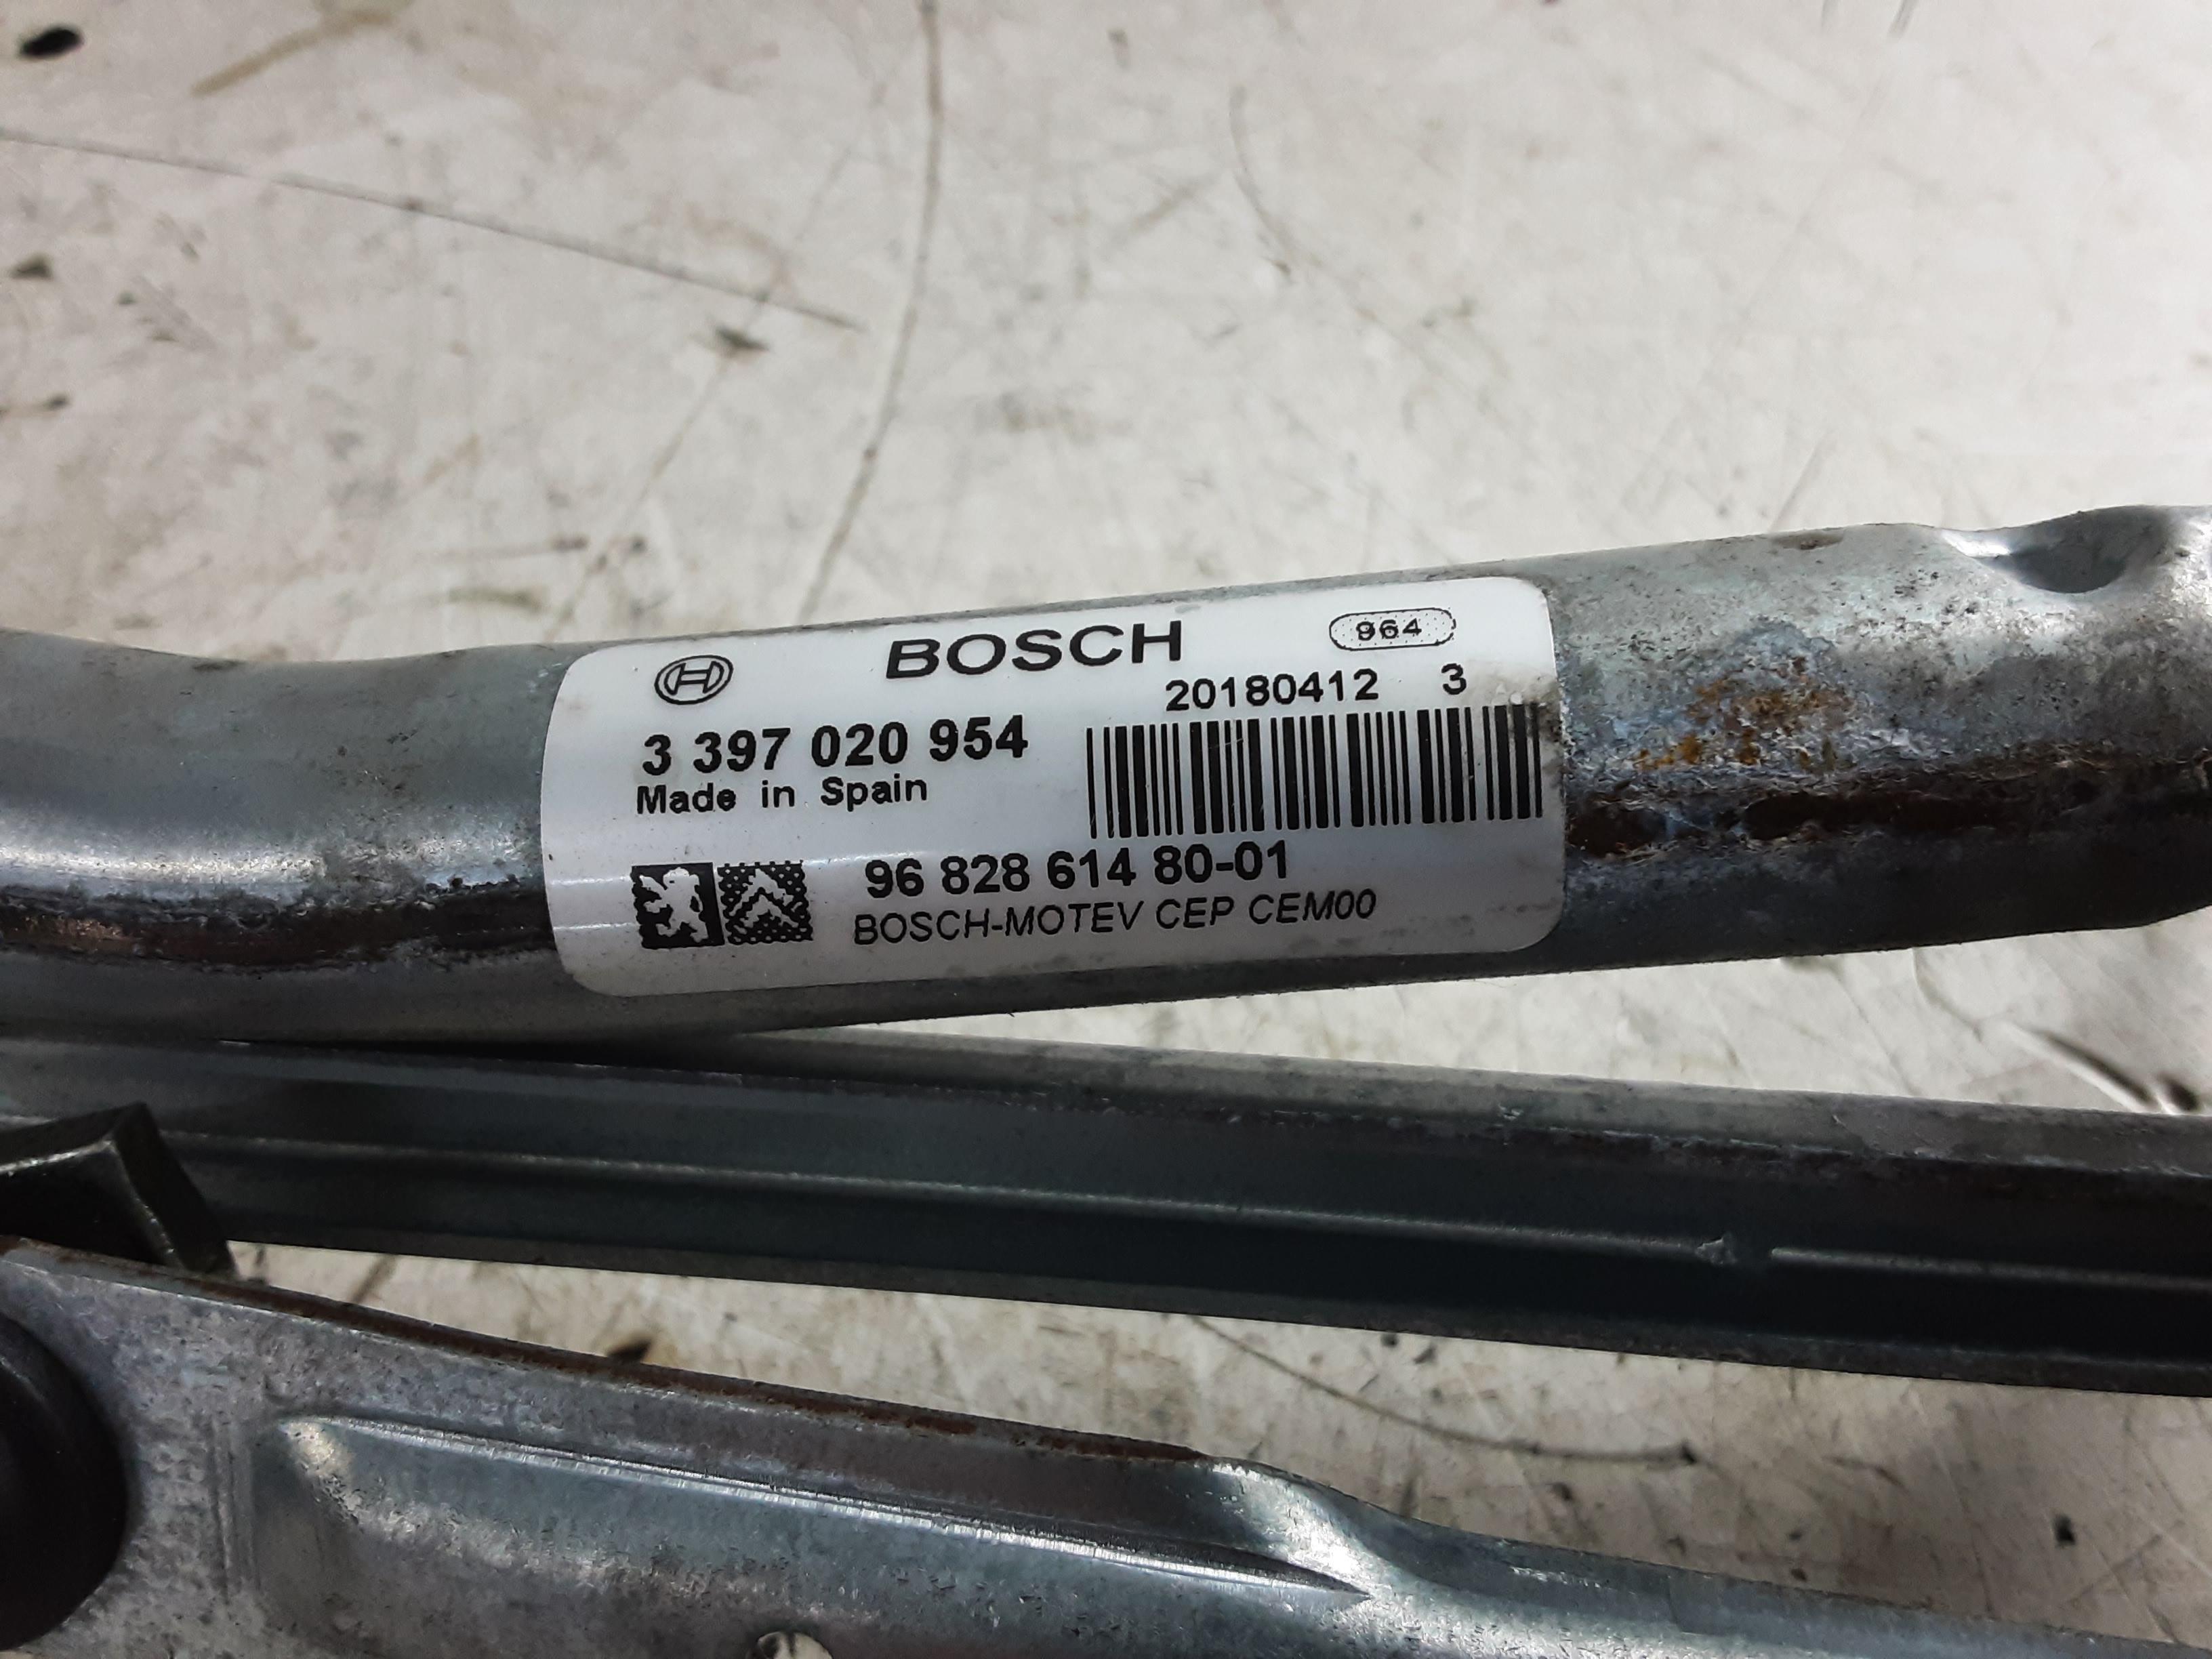 BOSCH 964
20180412 3
3 397 020 954
Made in Spain
96 828 614 80-01
BOSCH-MOTEV CEP CEM00